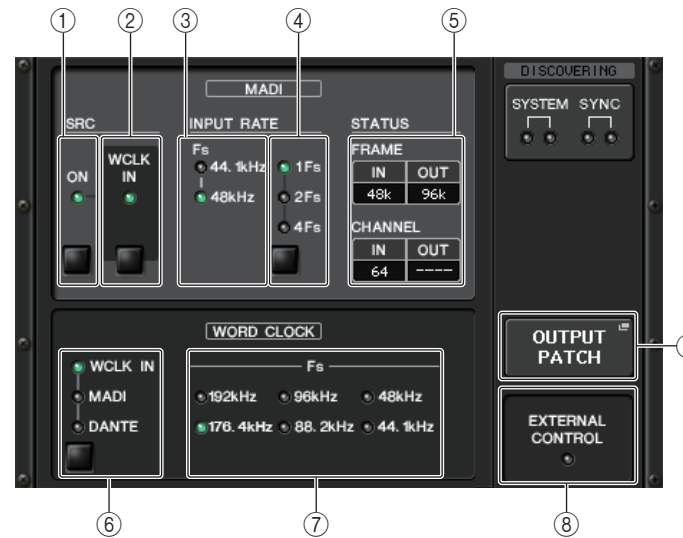 ① ② ③ ④ ⑤
MADI
SRC
ON
WCLK IN
INPUT RATE
Fs
44.1kHz
48kHz
1Fs
2Fs
4Fs
STATUS
FRAME
IN OUT
48k 96k
CHANNEL
IN OUT
64 ----
DISCOVERING
SYSTEM SYNC
WORD CLOCK
WCLK IN
MADI
DANTE
Fs
192kHz 96kHz 48kHz
176.4kHz 88.2kHz 44.1kHz
OUTPUT
PATCH
EXTERNAL
CONTROL
⑥ ⑦ ⑧